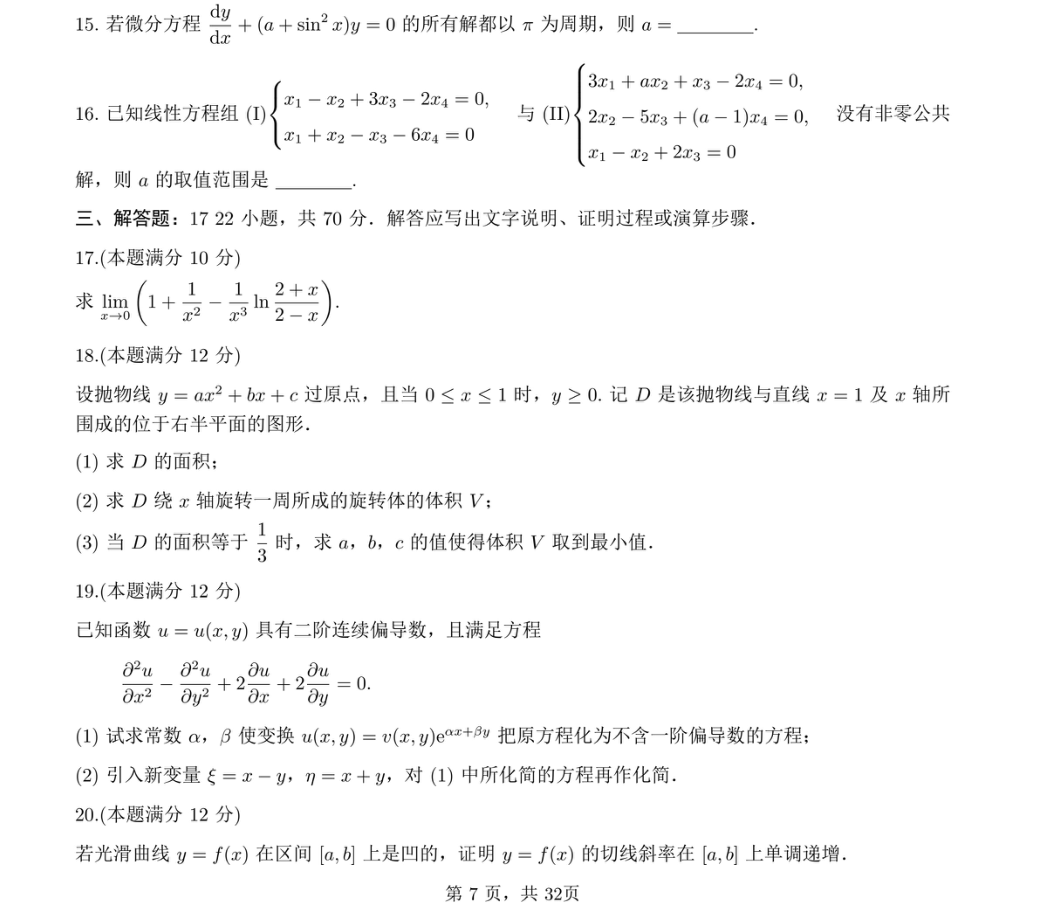 15. 若微分方程 dy/dx + (a + sin² x)y = 0 的所有解都以 π 为周期，则 a = ________.
16. 已知线性方程组 (I) { x₁ − x₂ + 3x₃ − 2x₄ = 0, x₁ + x₂ − x₃ − 6x₄ = 0 与 (II) { 3x₁ + ax₂ + x₃ − 2x₄ = 0, 2x₂ − 5x₃ + (a − 1)x₄ = 0, x₁ − x₂ + 2x₃ = 0 没有非零公共
解，则 a 的取值范围是 ________.
三、解答题：17 22 小题，共 70 分．解答应写出文字说明、证明过程或演算步骤．
17.(本题满分 10 分)
求 lim x→0 (1 + 1/x² − 1/x³ ln (2 + x)/(2 − x)).
18.(本题满分 12 分)
设抛物线 y = ax² + bx + c 过原点，且当 0 ≤ x ≤ 1 时，y ≥ 0. 记 D 是该抛物线与直线 x = 1 及 x 轴所
围成的位于右半平面的图形．
(1) 求 D 的面积；
(2) 求 D 绕 x 轴旋转一周所成的旋转体的体积 V；
(3) 当 D 的面积等于 1/3 时，求 a，b，c 的值使得体积 V 取到最小值．
19.(本题满分 12 分)
已知函数 u = u(x, y) 具有二阶连续偏导数，且满足方程
∂²u/∂x² − ∂²u/∂y² + 2 ∂u/∂x + 2 ∂u/∂y = 0.
(1) 试求常数 α，β 使变换 u(x, y) = v(x, y)e^(αx+βy) 把原方程化为不含一阶偏导数的方程；
(2) 引入新变量 ξ = x − y，η = x + y，对 (1) 中所化简的方程再作化简．
20.(本题满分 12 分)
若光滑曲线 y = f(x) 在区间 [a, b] 上是凹的，证明 y = f(x) 的切线斜率在 [a, b] 上单调递增．
第 7 页，共 32页